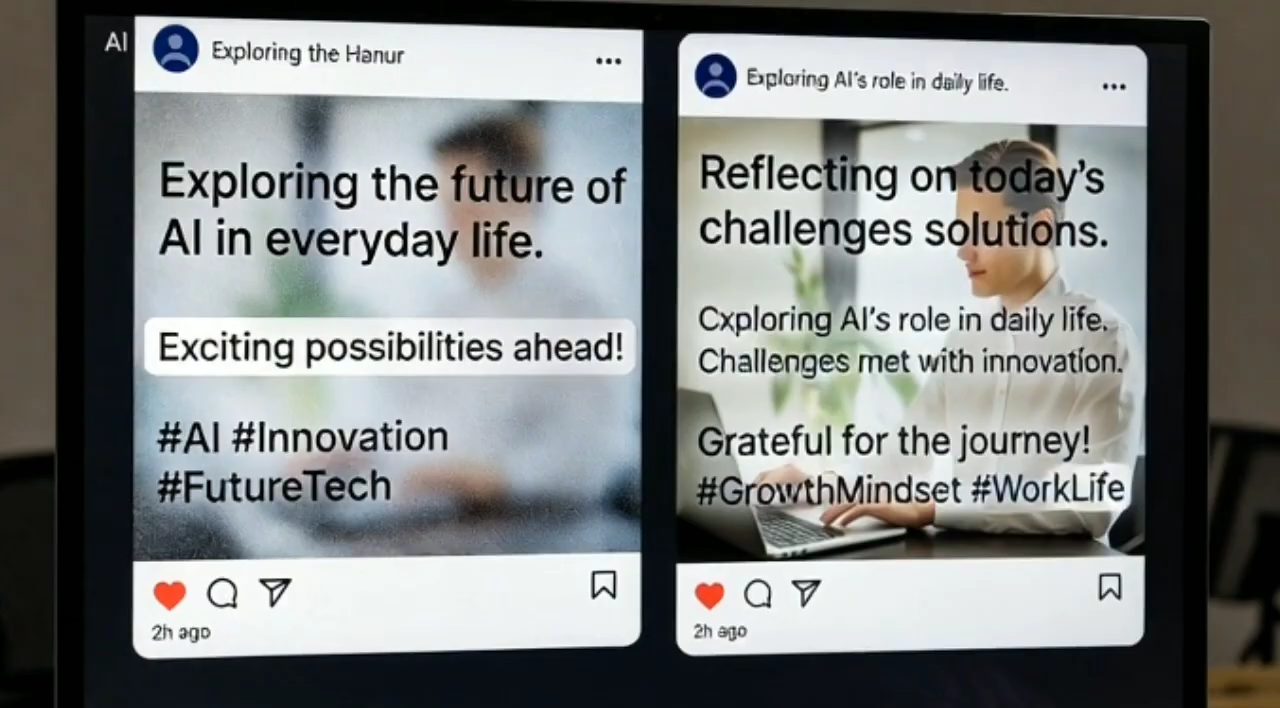 AI
Exploring the Hanur
Exploring the future of
AI in everyday life.
Exciting possibilities ahead!
#AI #Innovation
#FutureTech
2h ago
Exploring AI's role in daily life.
Reflecting on today's
challenges solutions.
Cxploring AI's role in daily life.
Challenges met with innovation.
Grateful for the journey!
#GrowthMindset #WorkLife
2h ago